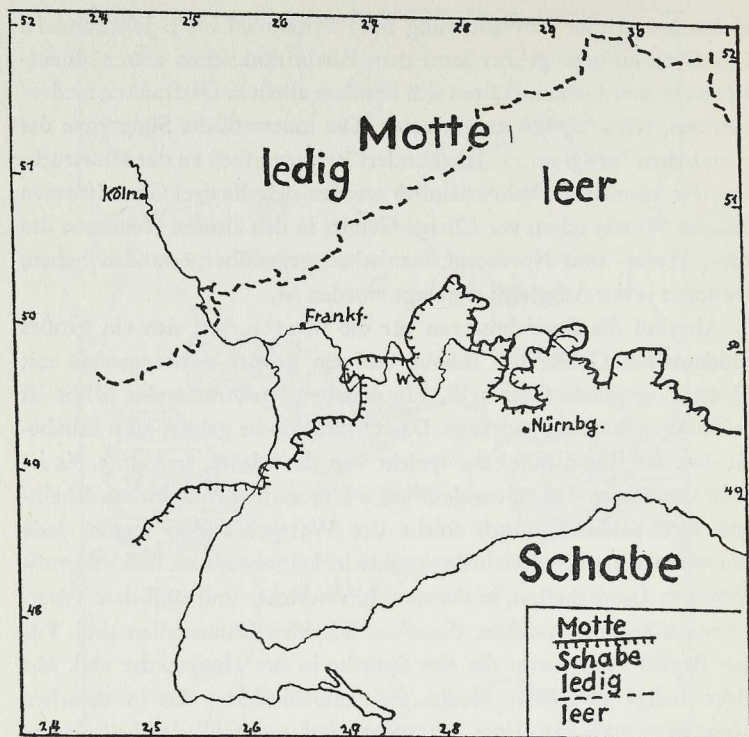 52 24 25 26 27 28 29 30 52
Motte
51 ledig leer
Köln
51
50 Frankf.
50
W
Nürnbg.
49
49
Schabe
48
Motte
Schabe
ledig
leer
24 25 26 27 28